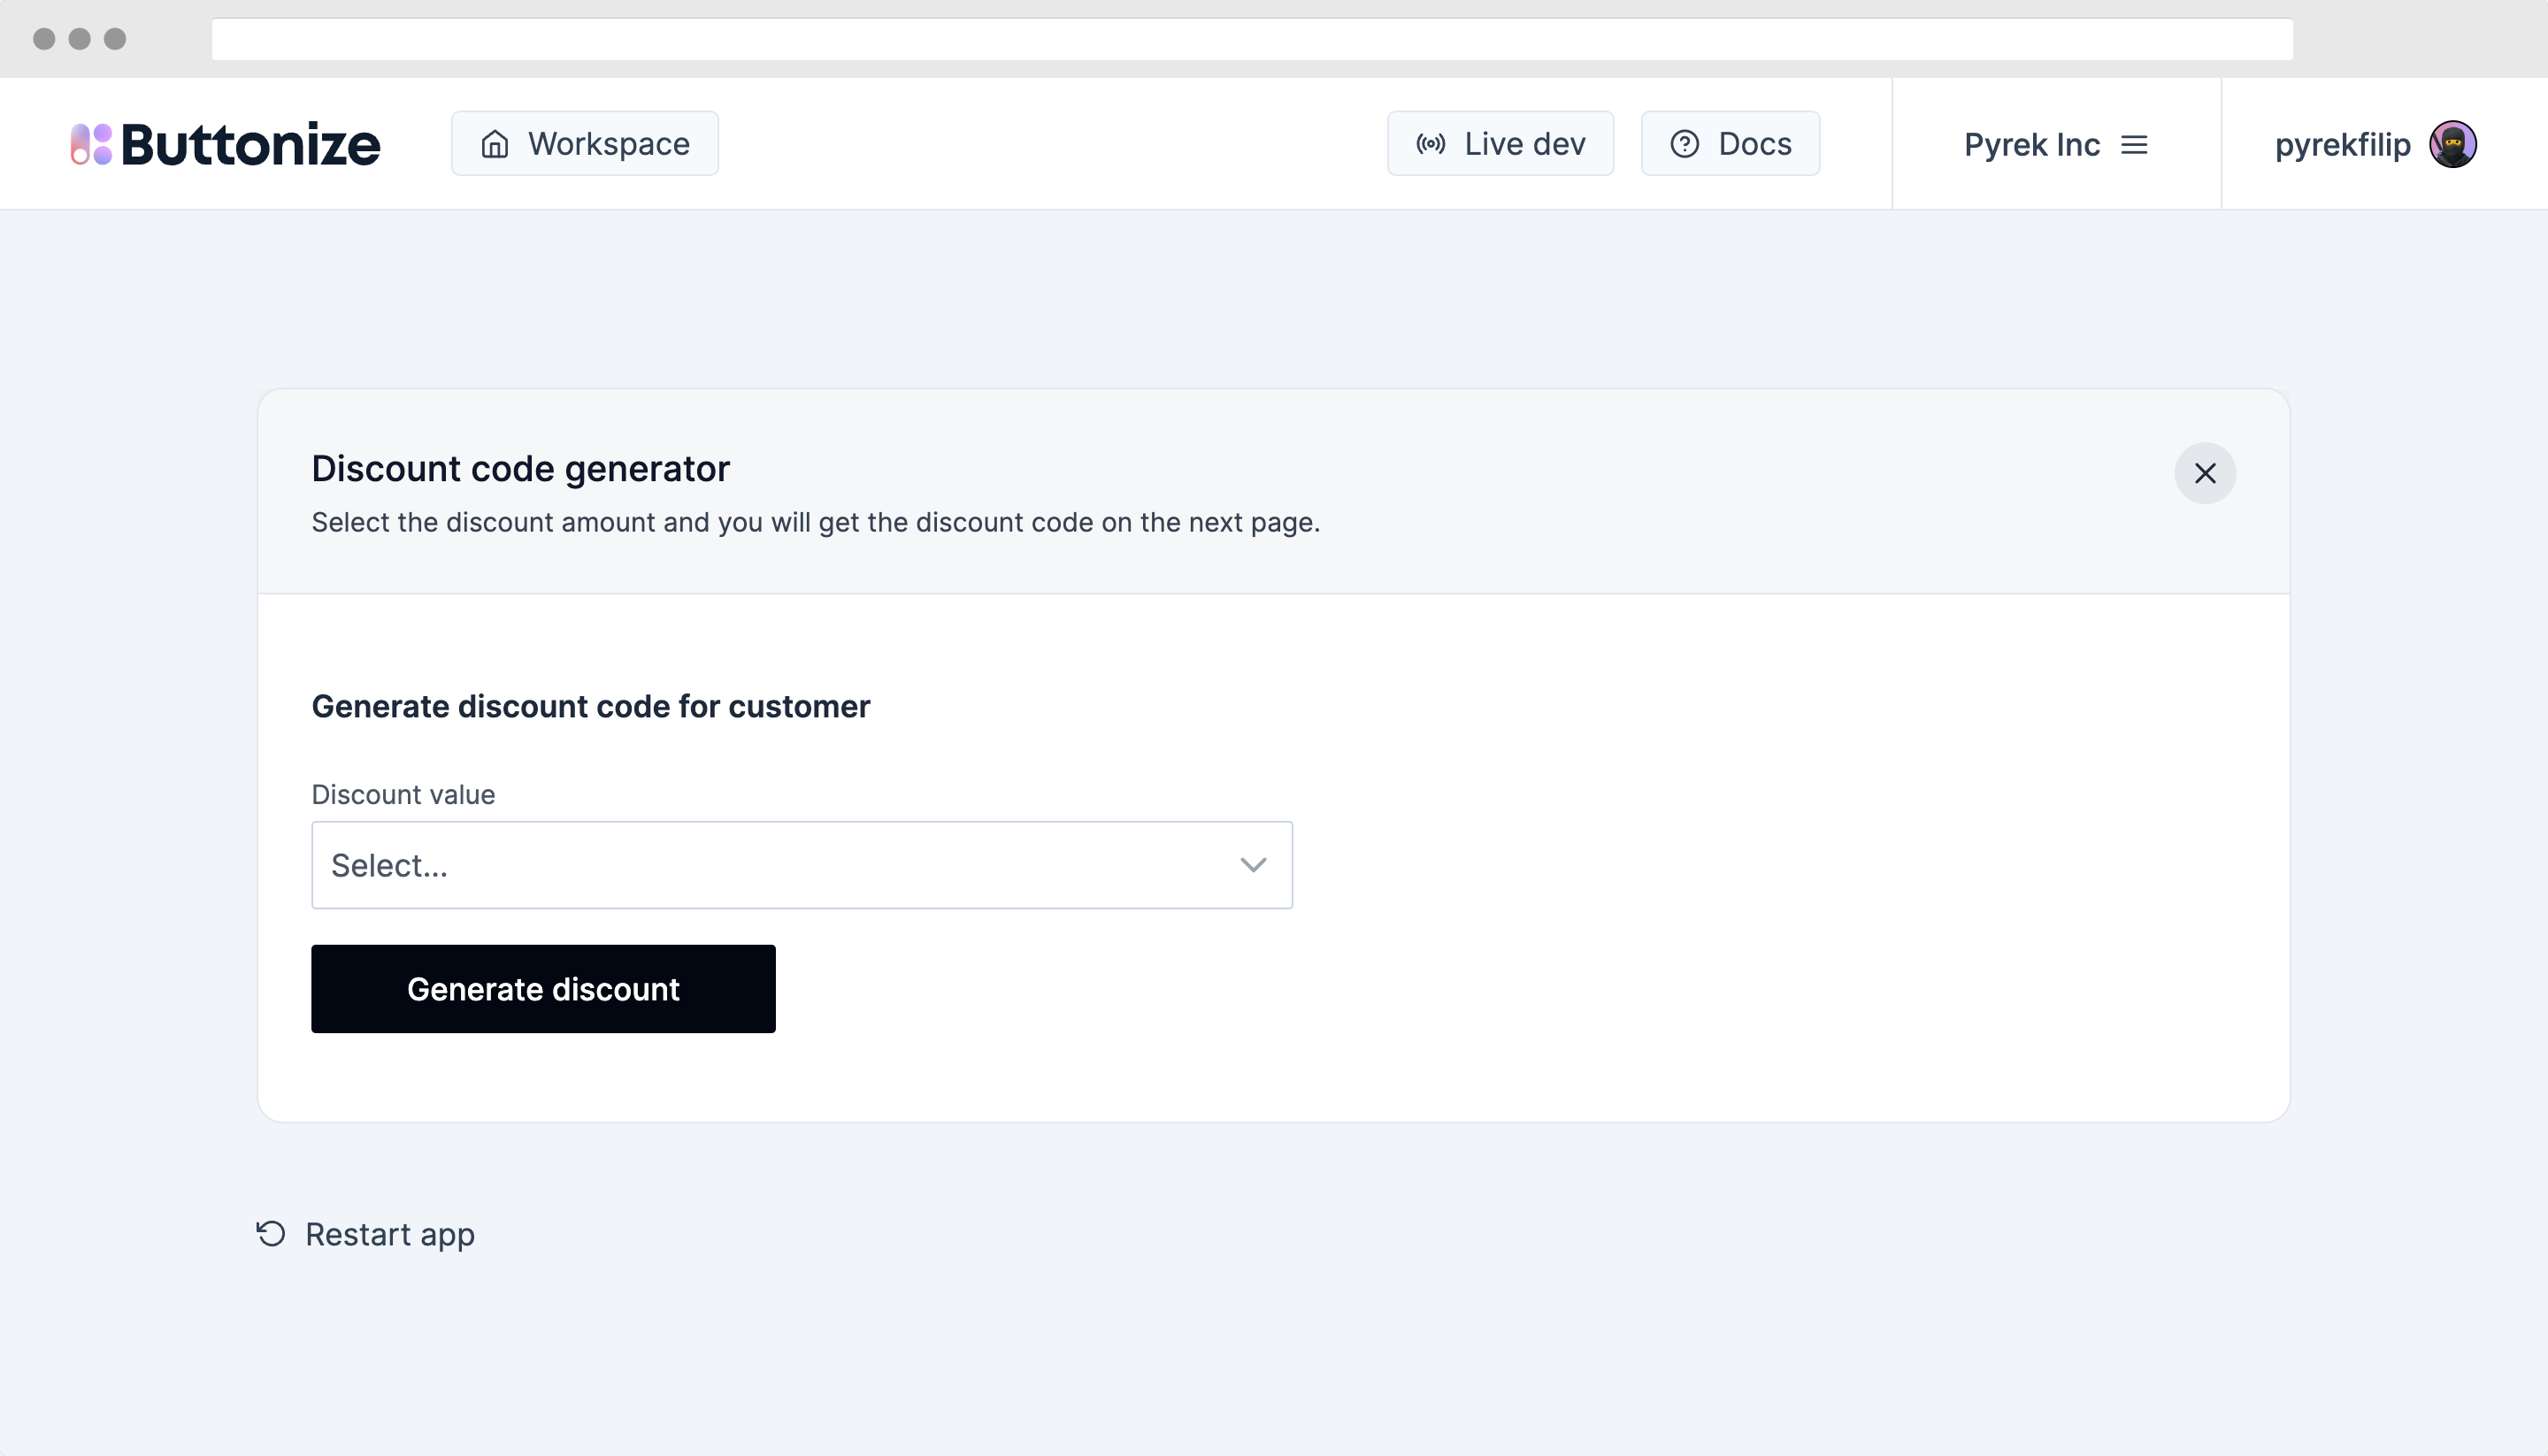 Buttonize
Workspace
Live dev
Docs
Pyrek Inc
pyrekfilip
Discount code generator
Select the discount amount and you will get the discount code on the next page.
Generate discount code for customer
Discount value
Select...
Generate discount
Restart app